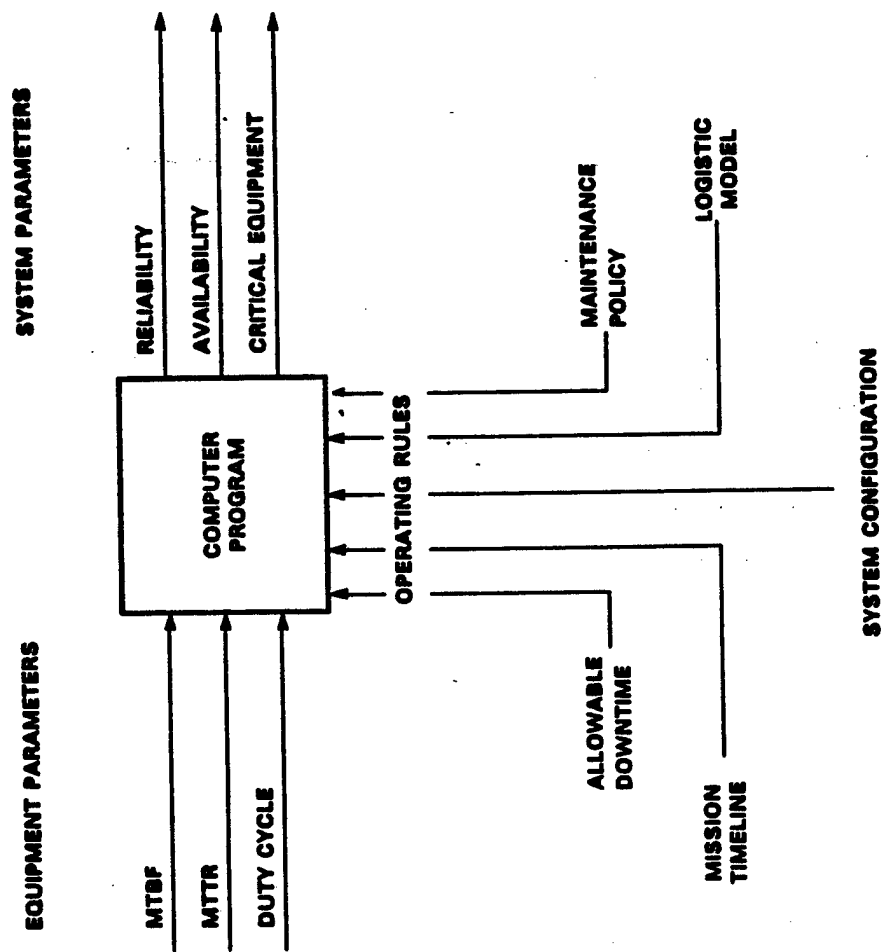 EQUIPMENT PARAMETERS
SYSTEM PARAMETERS
MTBF
MTTR
DUTY CYCLE
COMPUTER
PROGRAM
RELIABILITY
AVAILABILITY
CRITICAL EQUIPMENT
OPERATING RULES
ALLOWABLE
DOWNTIME
MAINTENANCE
POLICY
MISSION
TIMELINE
LOGISTIC
MODEL
SYSTEM CONFIGURATION